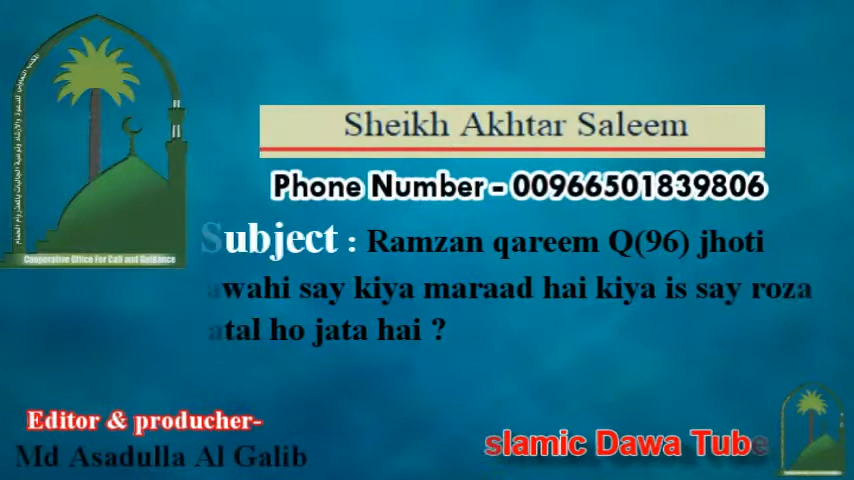 Sheikh Akhtar Saleem
Phone Number - 00966501839806
Subject : Ramzan qareem Q(96) jhoti
awahi say kiya maraad hai kiya is say roza
atal ho jata hai ?
Cooperative Office For Call and Guidance
Editor & producher-
Md Asadulla Al Galib
slamic Dawa Tube